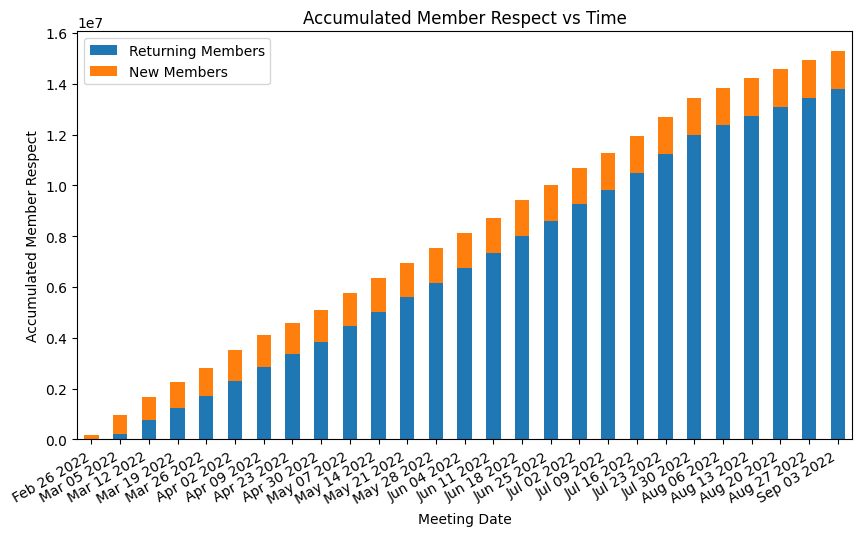 Accumulated Member Respect vs Time
1e7
Returning Members
New Members
1.6
1.4
1.2
1.0
0.8
0.6
0.4
0.2
0.0
Accumulated Member Respect
Feb 26 2022
Mar 05 2022
Mar 12 2022
Mar 19 2022
Mar 26 2022
Apr 02 2022
Apr 09 2022
Apr 23 2022
Apr 30 2022
May 07 2022
May 14 2022
May 21 2022
May 28 2022
Jun 04 2022
Jun 11 2022
Jun 18 2022
Jun 25 2022
Jul 02 2022
Jul 09 2022
Jul 16 2022
Jul 23 2022
Jul 30 2022
Aug 06 2022
Aug 13 2022
Aug 20 2022
Aug 27 2022
Sep 03 2022
Meeting Date